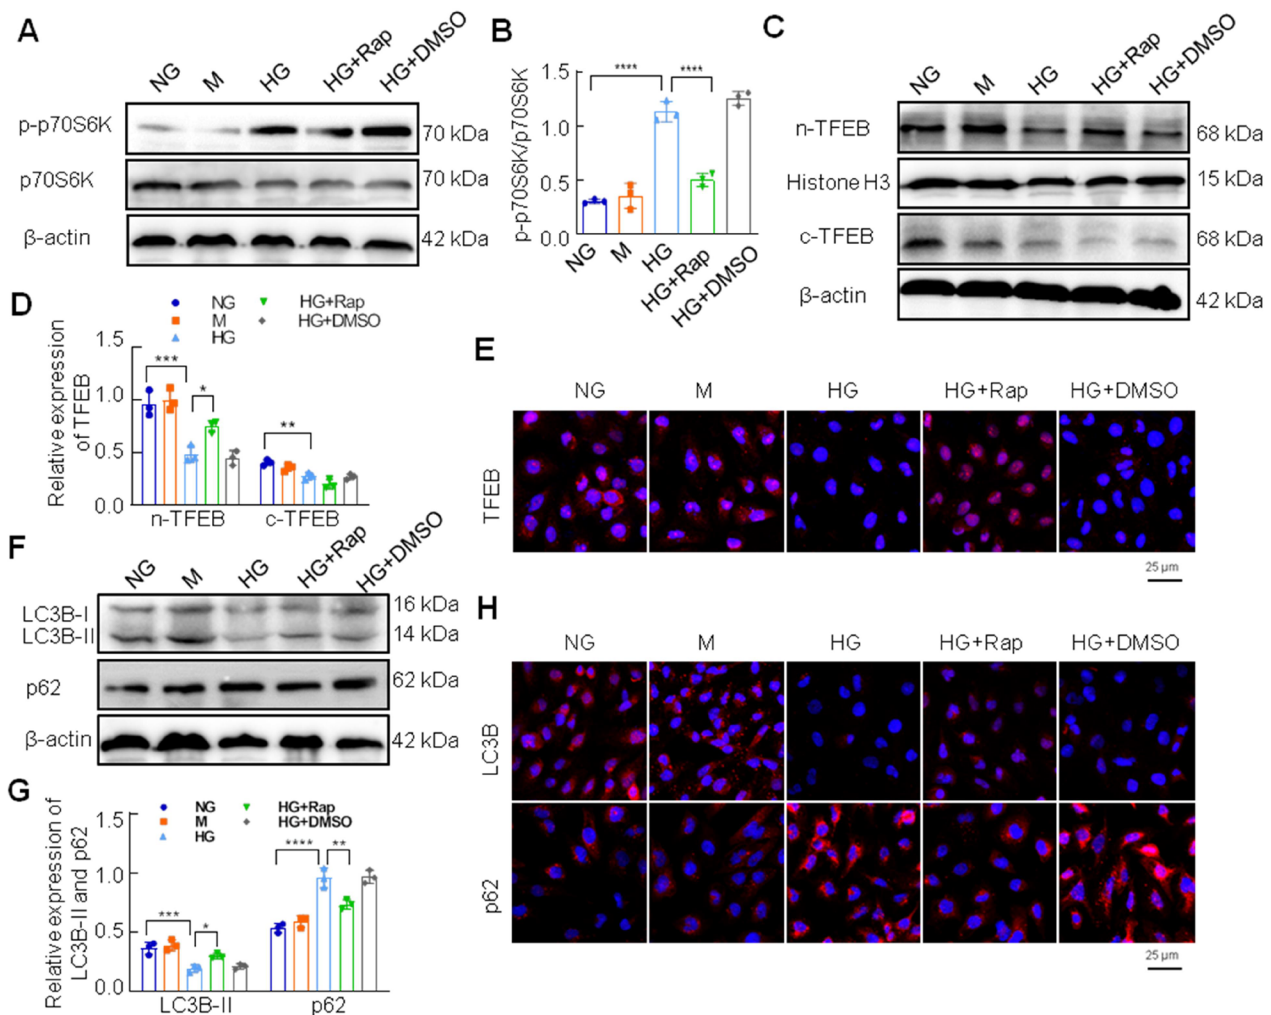 A
NG M HG HG+Rap HG+DMSO
p-p70S6K 70 kDa
p70S6K 70 kDa
β-actin 42 kDa
B
p-p70S6K/p70S6K
1.5
1.0
0.5
0.0
**** ****
NG M HG HG+Rap HG+DMSO
C
NG M HG HG+Rap HG+DMSO
n-TFEB 68 kDa
Histone H3 15 kDa
c-TFEB 68 kDa
β-actin 42 kDa
D
NG HG+Rap
M HG+DMSO
HG
Relative expression
of TFEB
1.5
1.0
0.5
0.0
*** * **
n-TFEB c-TFEB
E
NG M HG HG+Rap HG+DMSO
TFEB
25 µm
F
NG M HG HG+Rap HG+DMSO
LC3B-I 16 kDa
LC3B-II 14 kDa
p62 62 kDa
β-actin 42 kDa
G
NG HG+Rap
M HG+DMSO
HG
Relative expression of
LC3B-II and p62
1.5
1.0
0.5
0.0
*** * **** **
LC3B-II p62
H
NG M HG HG+Rap HG+DMSO
LC3B
p62
25 µm